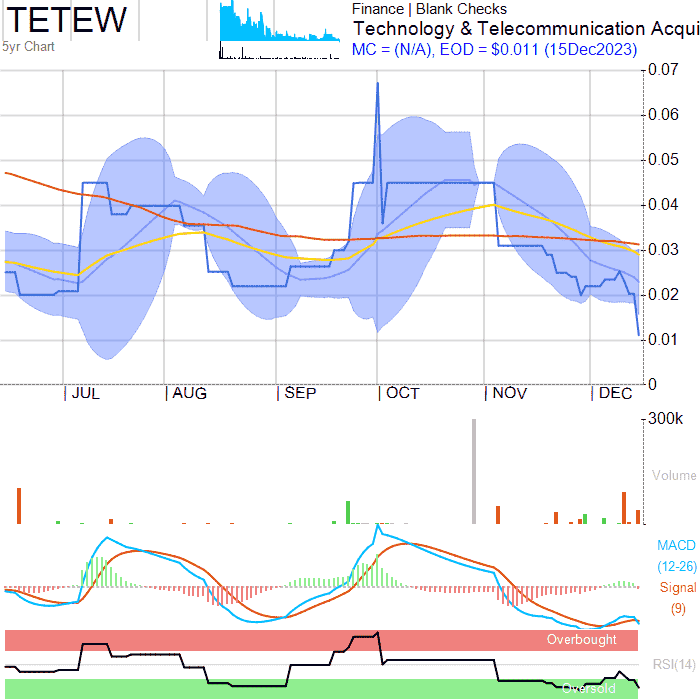 TETEW
5yr Chart
Finance | Blank Checks
Technology & Telecommunication Acqui
MC = (N/A), EOD = $0.011 (15Dec2023)
0.07
0.06
0.05
0.04
0.03
0.02
0.01
0
JUL AUG SEP OCT NOV DEC
300k
Volume
MACD
(12-26)
Signal
(9)
Overbought
RSI(14)
Oversold